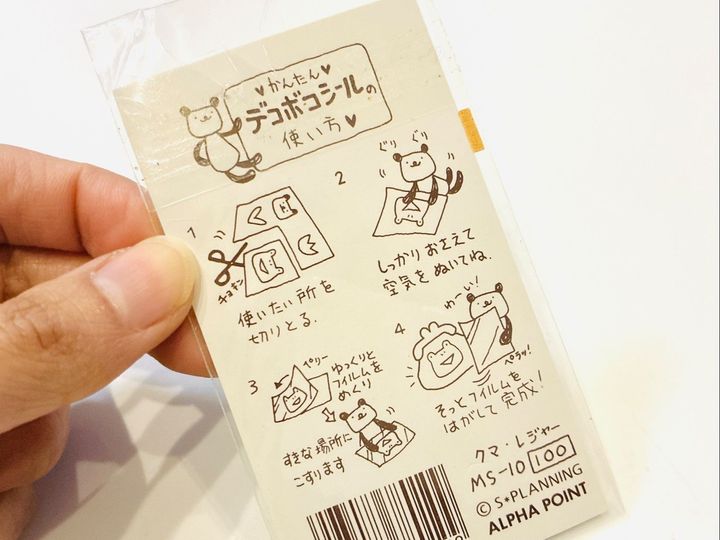 ♥かんたん♥
デコボコシールの
使い方♥
1
チョキン
使いたい所を
切りとる.
2
ぐり ぐり
しっかりおさえて
空気をぬいてね.
3
ペリー
ゆっくりと
フイルムを
めくり
すきな場所に
こすります
4
わーい!
ペラッ!
そっとフイルムを
はがして完成!
クマ・レジャー
MS-10 100
© S*PLANNING
ALPHA POINT